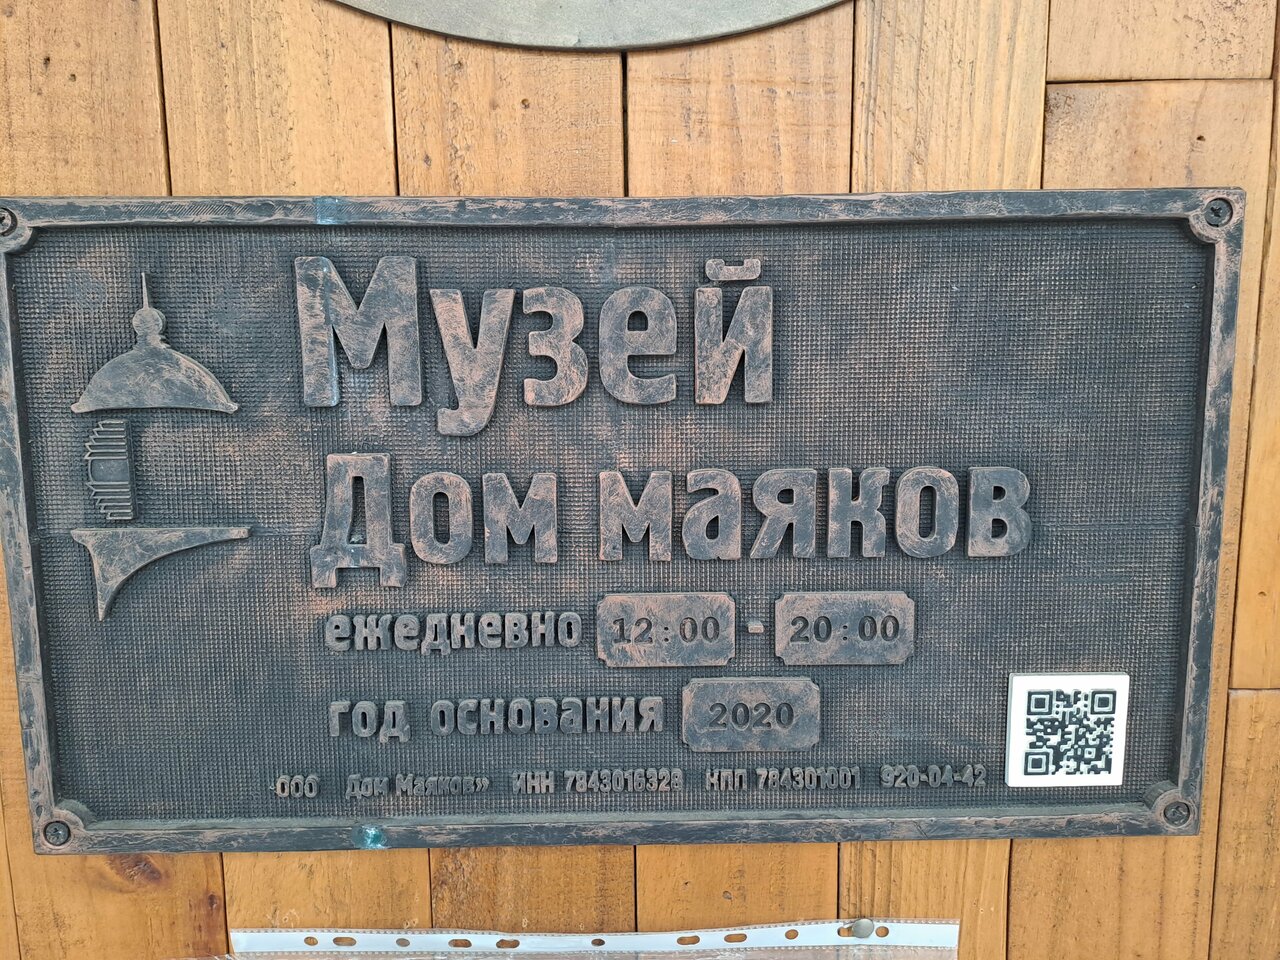 Музей
Дом маяков
ежедневно 12:00 - 20:00
год основания 2020
ООО Дом Маяков» ИНН 7843016328 КПП 784301001 920-04-42